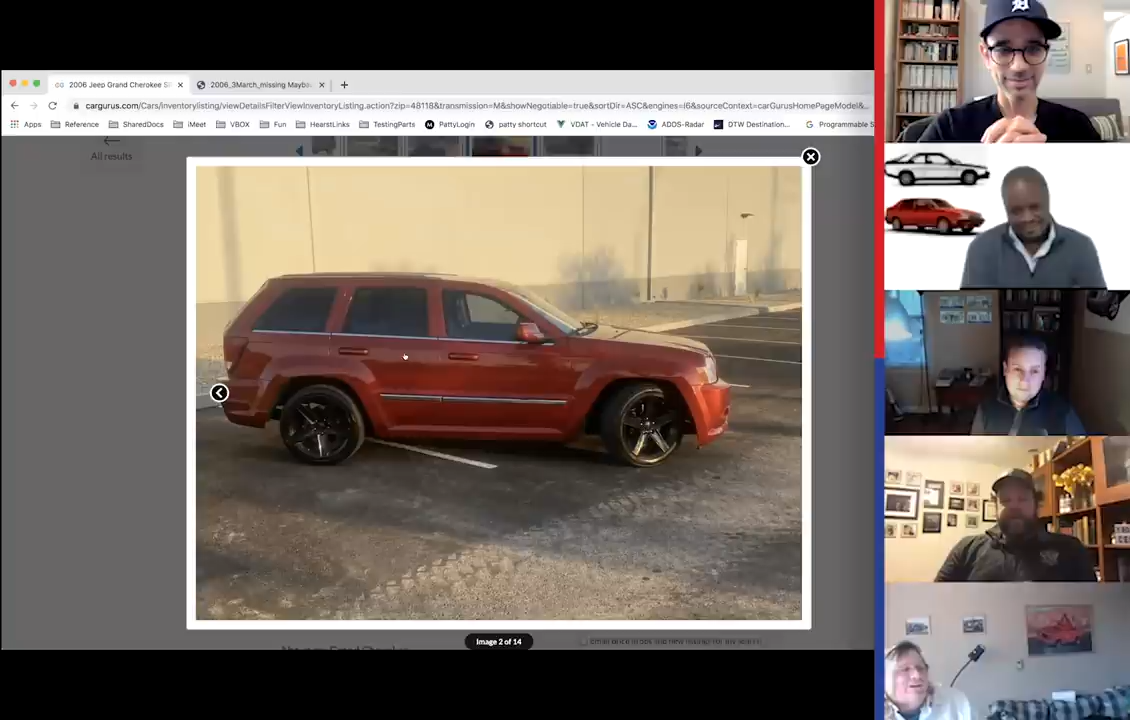 2006 Jeep Grand Cherokee S
2006_3March_missing Mayb
cargurus.com/Cars/inventorylisting/viewDetailsFilterViewInventoryListing.action?zip=48118&transmission=M&showNegotiable=true&sortDir=ASC&engines=I6&sourceContext=carGurusHomePageModel&...
Apps Reference SharedDocs iMeet VBOX Fun HearstLinks TestingParts PattyLogin patty shortcut VDAT - Vehicle Da... ADDS-Radar DTW Destination... Programmable S
All results
Image 2 of 14